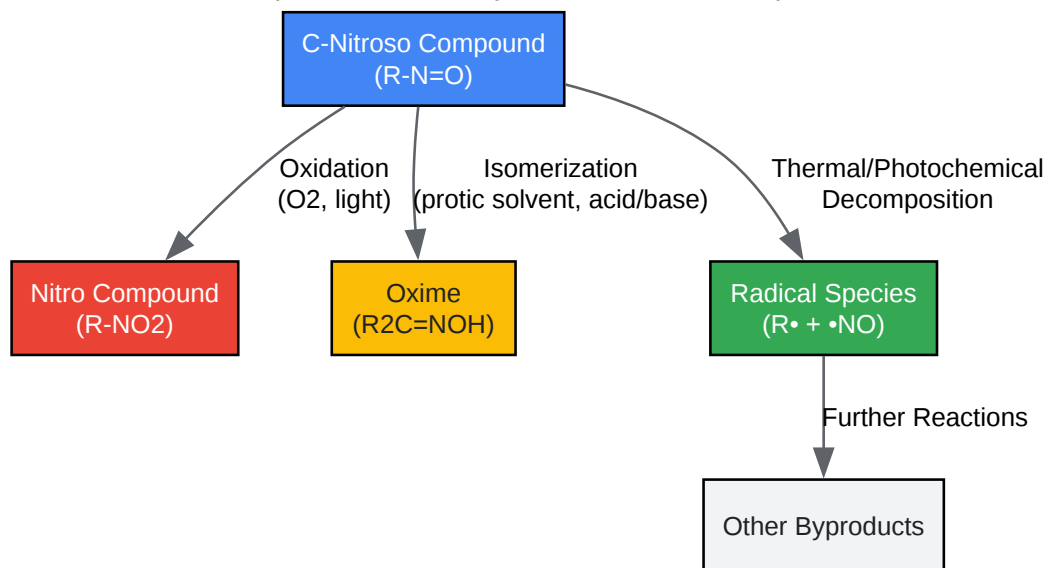 C-Nitroso Compound
(R-N=O)
Oxidation
(O2, light)
Isomerization
(protic solvent, acid/base)
Thermal/Photochemical
Decomposition
Nitro Compound
(R-NO2)
Oxime
(R2C=NOH)
Radical Species
(R• + •NO)
Further Reactions
Other Byproducts